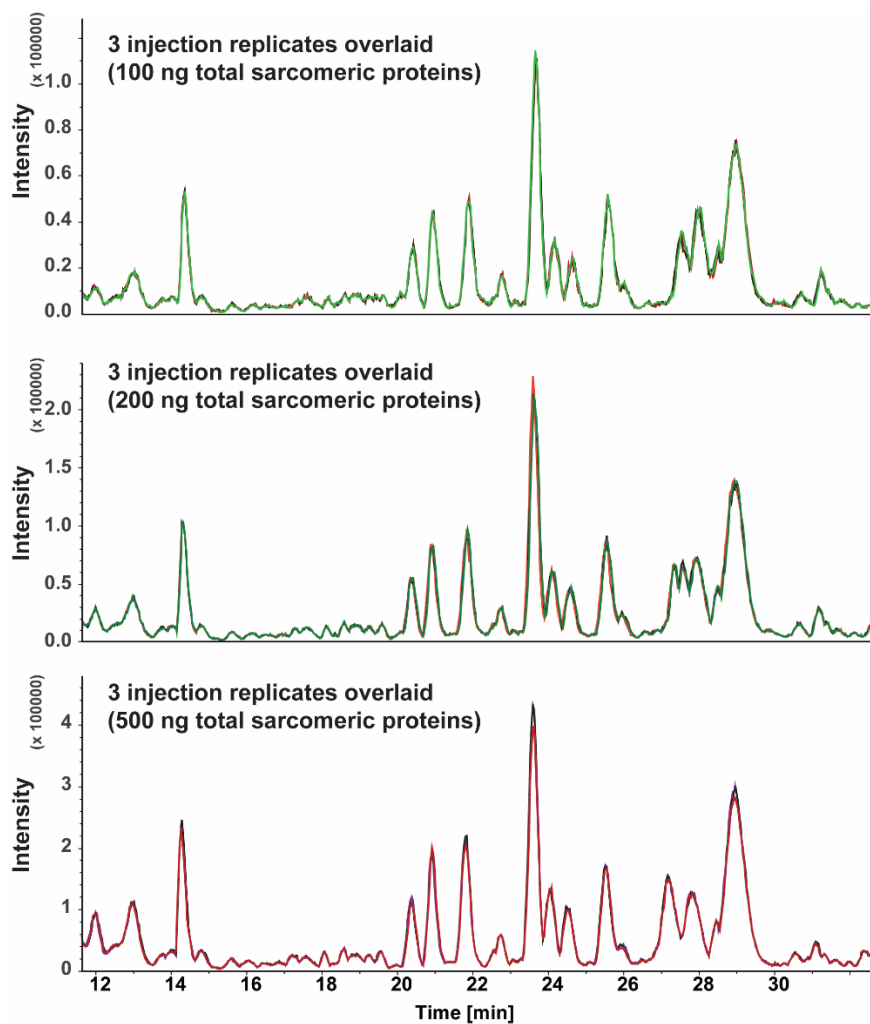 3 injection replicates overlaid
(100 ng total sarcomeric proteins)
Intensity
(x 100000)
1.0
0.8
0.6
0.4
0.2
0.0
3 injection replicates overlaid
(200 ng total sarcomeric proteins)
Intensity
(x 100000)
2.0
1.5
1.0
0.5
0.0
3 injection replicates overlaid
(500 ng total sarcomeric proteins)
Intensity
(x 100000)
4
3
2
1
0
12 14 16 18 20 22 24 26 28 30
Time [min]